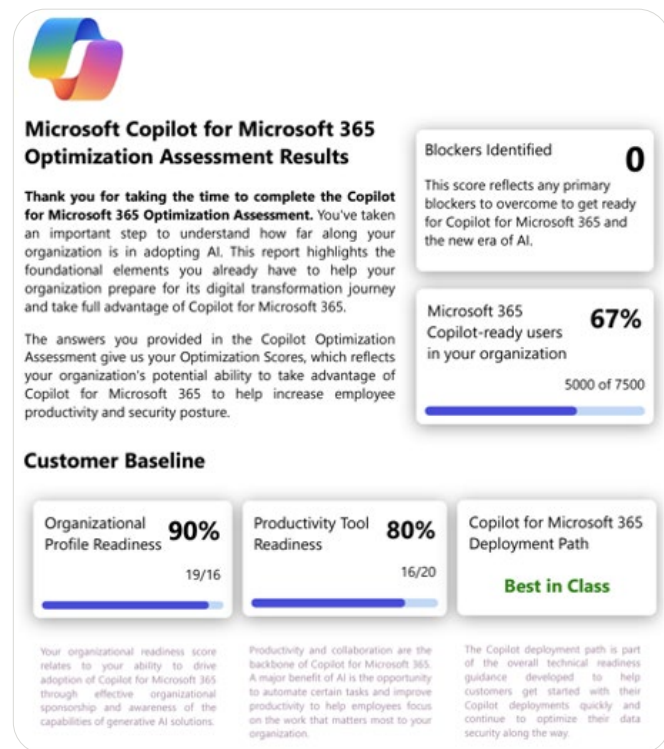 Microsoft Copilot for Microsoft 365
Optimization Assessment Results
Thank you for taking the time to complete the Copilot
for Microsoft 365 Optimization Assessment. You've taken
an important step to understand how far along your
organization is in adopting AI. This report highlights the
foundational elements you already have to help your
organization prepare for its digital transformation journey
and take full advantage of Copilot for Microsoft 365.
The answers you provided in the Copilot Optimization
Assessment give us your Optimization Scores, which reflects
your organization's potential ability to take advantage of
Copilot for Microsoft 365 to help increase employee
productivity and security posture.
Blockers Identified
0
This score reflects any primary
blockers to overcome to get ready
for Copilot for Microsoft 365 and
the new era of AI.
Microsoft 365
Copilot-ready users
in your organization
67%
5000 of 7500
Customer Baseline
Organizational
Profile Readiness
90%
19/16
Productivity Tool
Readiness
80%
16/20
Copilot for Microsoft 365
Deployment Path
Best in Class
Your organizational readiness score
relates to your ability to drive
adoption of Copilot for Microsoft 365
through effective organizational
sponsorship and awareness of the
capabilities of generative AI solutions.
Productivity and collaboration are the
backbone of Copilot for Microsoft 365.
A major benefit of AI is the opportunity
to automate certain tasks and improve
productivity to help employees focus
on the work that matters most to your
organization.
The Copilot deployment path is part
of the overall technical readiness
guidance developed to help
customers get started with their
Copilot deployments quickly and
continue to optimize their data
security along the way.